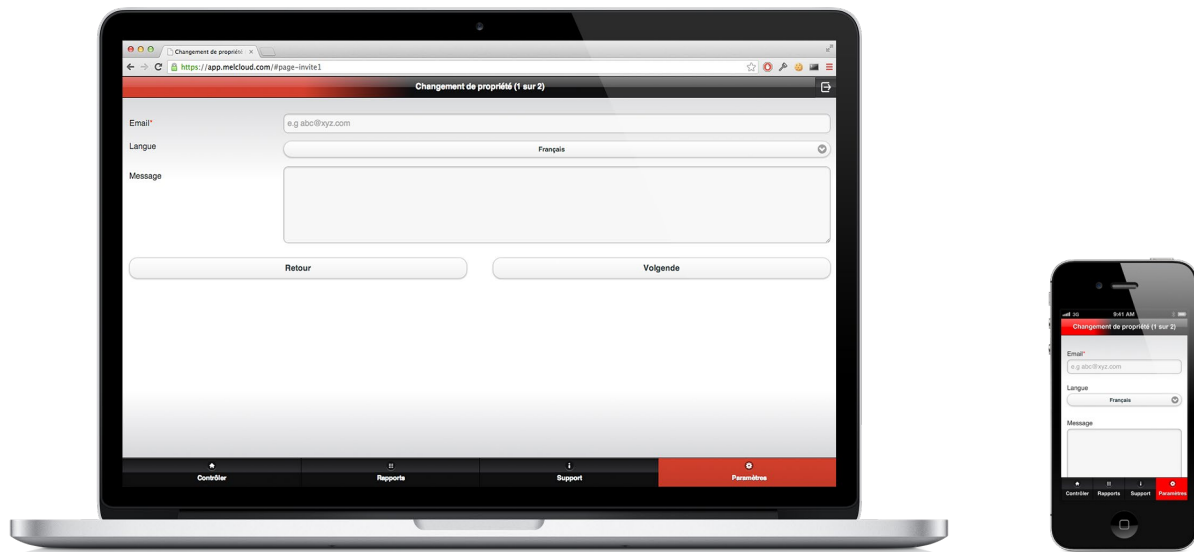 Changement de propriété
https://app.melcloud.com/#page-invite1
Changement de propriété (1 sur 2)
Email*
e.g abc@xyz.com
Langue
Français
Message
Retour
Volgende
Contrôler
Rapports
Support
Paramètres
3G
9:41 AM
Changement de propriété (1 sur 2)
Email*
e.g abc@xyz.com
Langue
Français
Message
Contrôler
Rapports
Support
Paramètres